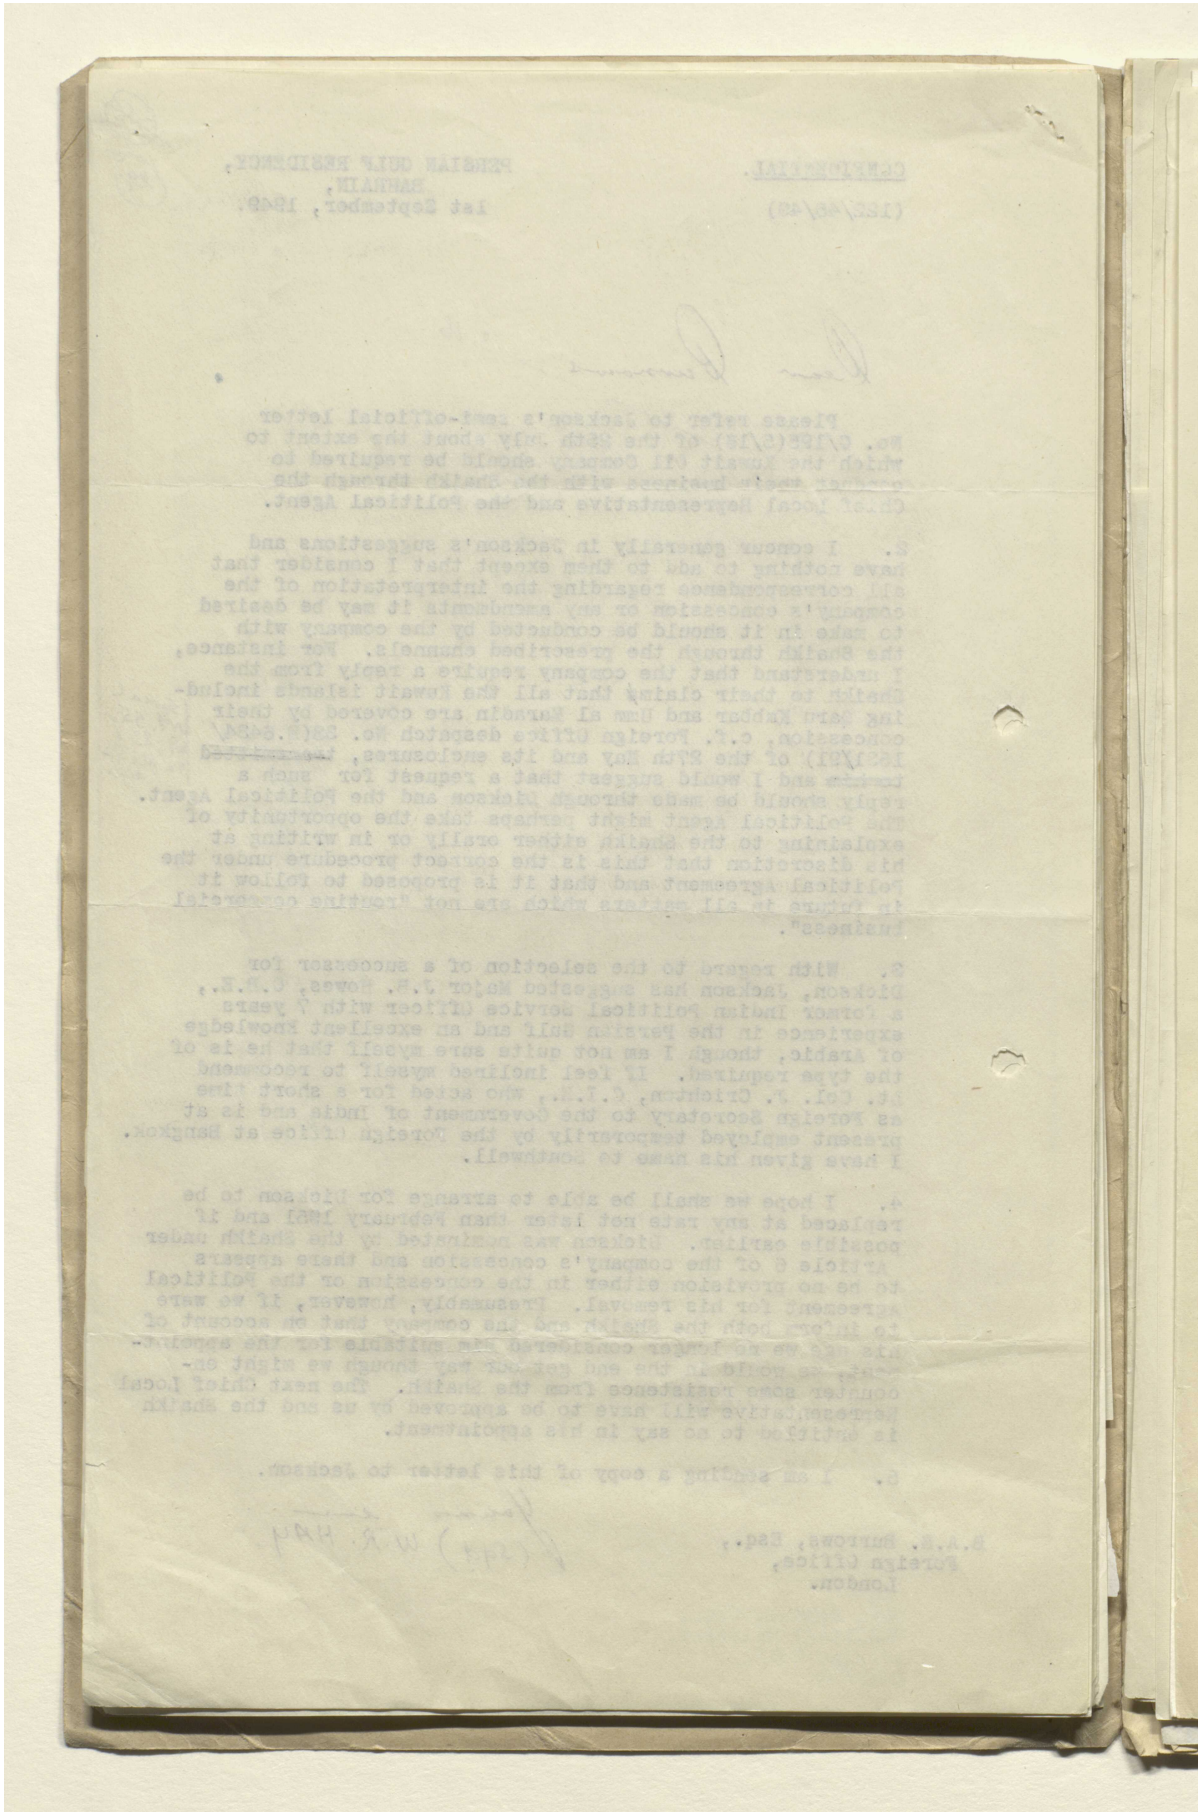 CONFIDENTIAL.
PERSIAN GULF RESIDENCY,
BAHRAIN,
(122/46/49)
1st September, 1949.
Dear Burrows
Please refer to Jackson's semi-official letter
of the 25th July about the extent to
which the Kuwait Oil Company should be required to
conduct their business with the Shaikh through the
Chief Local Representative and the Political Agent.
2. I concur generally in Jackson's suggestions and
have nothing to add to them except that I consider that
all correspondence regarding the interpretation of the
company's concession or any amendments it may be desired
to make in it should be conducted by the company with
the Shaikh through the prescribed channels. For instance,
I understand that the company require a reply from the
Shaikh to their claim that all the Kuwait islands includ-
ing Qaru Kubbar and Umm al Maradin are covered by their
concession, c.f. Foreign Office despatch No.
of the 27th May and its enclosures, transmitted
to him and I would suggest that a request for such a
reply should be made through Dickson and the Political Agent.
The Political Agent might perhaps take the opportunity of
explaining to the Shaikh either orally or in writing at
his discretion that this is the correct procedure under the
Political Agreement and that it is proposed to follow it
in future in all matters which are not "routine commercial
business".
3. With regard to the selection of a successor for
Dickson, Jackson has suggested Major J.B. Howes, O.B.E.,
a former Indian Political Service Officer with 7 years
experience in the Persian Gulf and an excellent knowledge
of Arabic, though I am not quite sure myself that he is of
the type required. If feel inclined myself to recommend
Lt. Col. J. Crichton, C.I.E., who acted for a short time
as Foreign Secretary to the Government of India and is at
present employed temporarily by the Foreign Office at Bangkok.
I have given his name to Southwell.
4. I hope we shall be able to arrange for Dickson to be
replaced at any rate not later than February 1951 and if
possible earlier. Dickson was nominated by the Shaikh under
Article 6 of the company's concession and there appears
to be no provision either in the concession or the Political
Agreement for his removal. Presumably, however, if we were
to inform both the Shaikh and the company that on account of
his age we no longer considered him suitable for the appoint-
ment, we would in the end get our way though we might en-
counter some resistence from the Shaikh. The next Chief Local
Representative will have to be approved by us and the Shaikh
is entitled to no say in his appointment.
5. I am sending a copy of this letter to Jackson.
Yours ever
(Sgd) W.R. HAY.
B.A.B. Burrows, Esq.,
Foreign Office,
London.